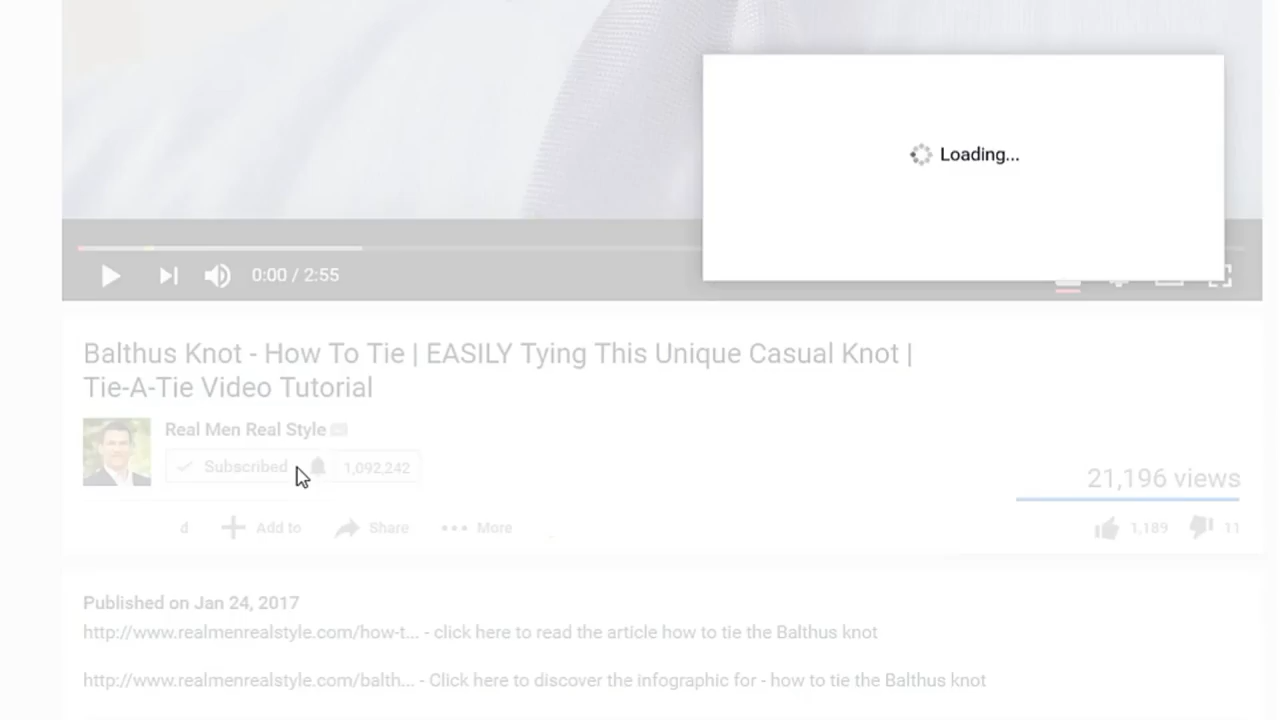 Loading...
0:00 / 2:55
Balthus Knot - How To Tie | EASILY Tying This Unique Casual Knot |
Tie-A-Tie Video Tutorial
Real Men Real Style
Subscribed 1,092,242
21,196 views
d Add to Share More 1,189 11
Published on Jan 24, 2017
http://www.realmenrealstyle.com/how-t... - click here to read the article how to tie the Balthus knot
http://www.realmenrealstyle.com/balth... - Click here to discover the infographic for - how to tie the Balthus knot